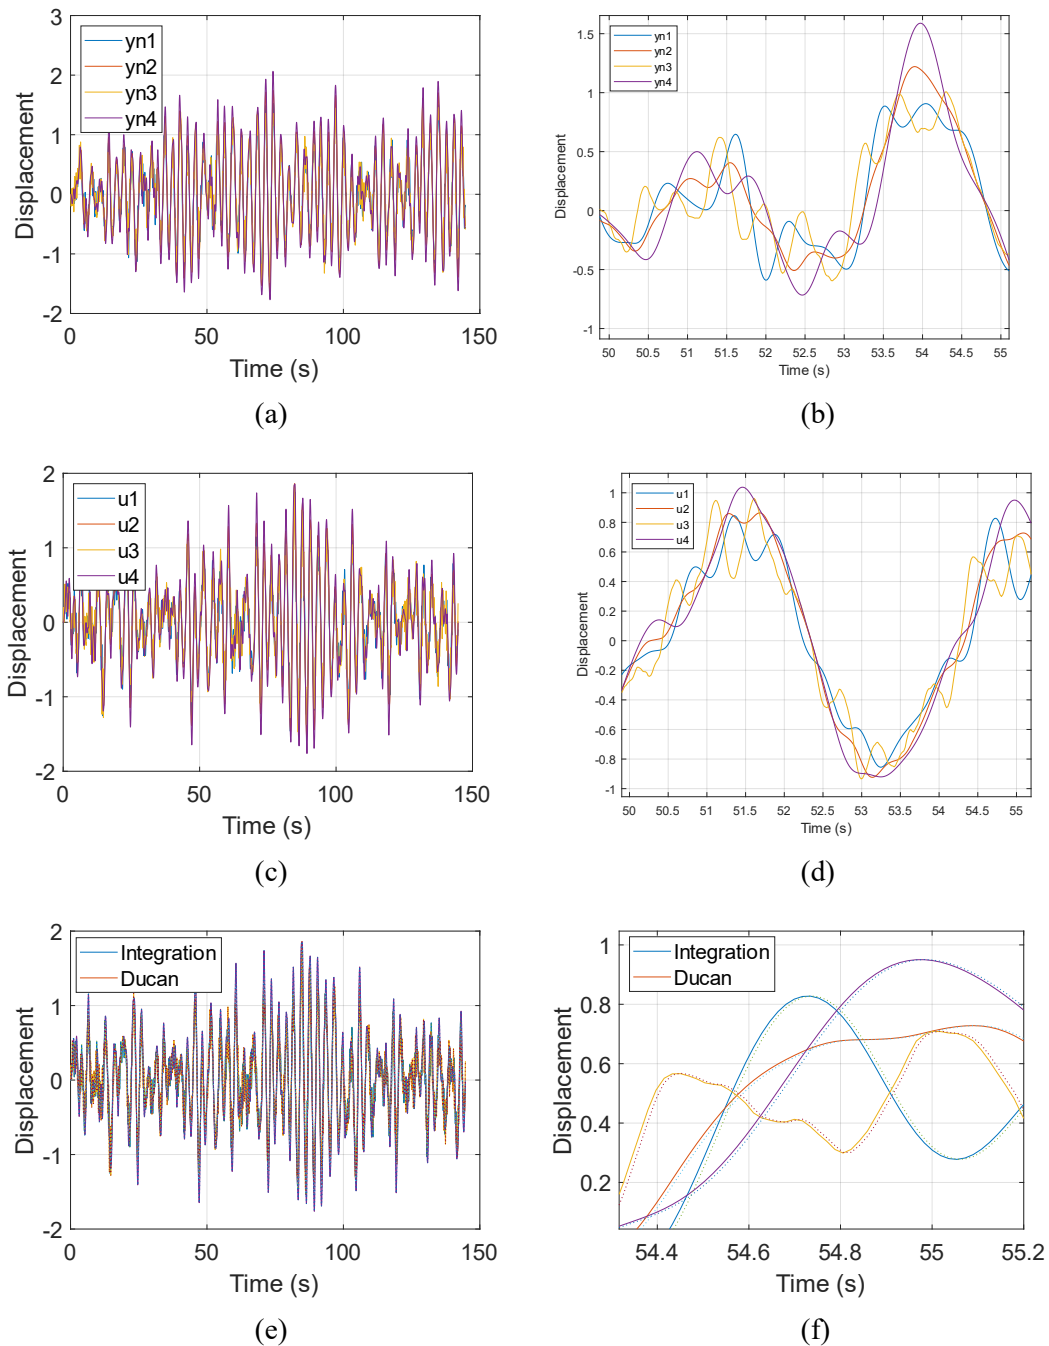 3
2
1
0
-1
-2
0
50
100
150
Displacement
Time (s)
yn1
yn2
yn3
yn4
(a)
1.5
1
0.5
0
-0.5
-1
50
50.5
51
51.5
52
52.5
53
53.5
54
54.5
55
Displacement
Time (s)
yn1
yn2
yn3
yn4
(b)
2
1
0
-1
-2
0
50
100
150
Displacement
Time (s)
u1
u2
u3
u4
(c)
1
0.8
0.6
0.4
0.2
0
-0.2
-0.4
-0.6
-0.8
-1
50
50.5
51
51.5
52
52.5
53
53.5
54
54.5
55
Displacement
Time (s)
u1
u2
u3
u4
(d)
2
1
0
-1
-2
0
50
100
150
Displacement
Time (s)
Integration
Ducan
(e)
1
0.8
0.6
0.4
0.2
54.4
54.6
54.8
55
55.2
Displacement
Time (s)
Integration
Ducan
(f)